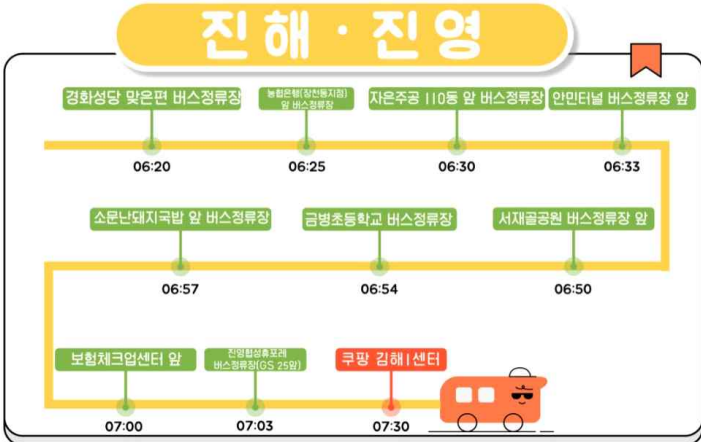 진해 · 진영
경화성당 맞은편 버스정류장
농협은행(장천동지점)
앞 버스정류장
자은주공 110동 앞 버스정류장
안민터널 버스정류장 앞
06:20
06:25
06:30
06:33
소문난돼지국밥 앞 버스정류장
금병초등학교 버스정류장
서재골공원 버스정류장 앞
06:57
06:54
06:50
보험체크업센터 앞
진영합성휴포레
버스정류장(GS 25앞)
쿠팡 김해1센터
07:00
07:03
07:30